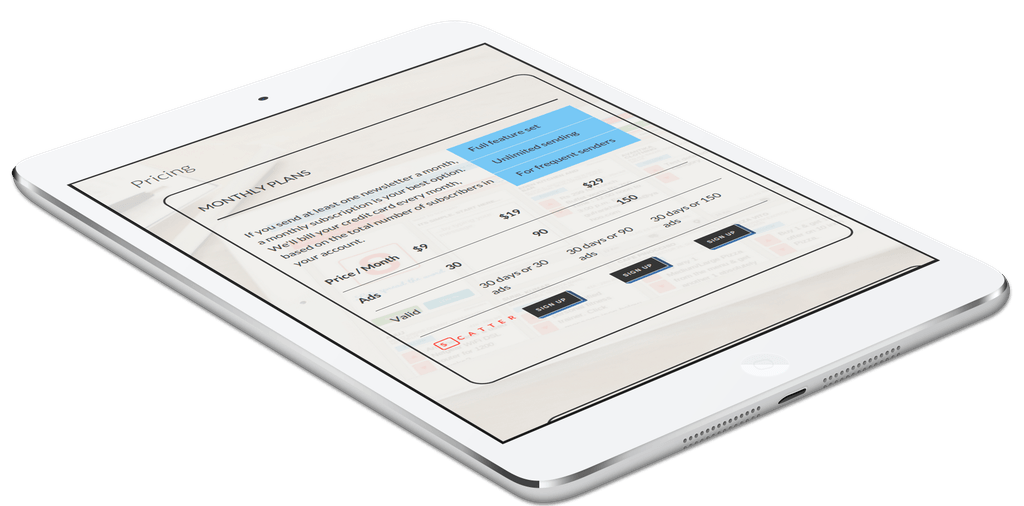 Pricing
MONTHLY PLANS
Full feature set
Unlimited sending
For frequent senders
If you send at least one newsletter a month,
a monthly subscription is your best option.
We'll bill your credit card every month,
based on the total number of subscribers in
your account.
Price / Month $9 $19 $29
Ads 30 90 150
Valid 30 days or 30 ads 30 days or 90 ads 30 days or 150 ads
SIGN UP SIGN UP SIGN UP
SCATTER